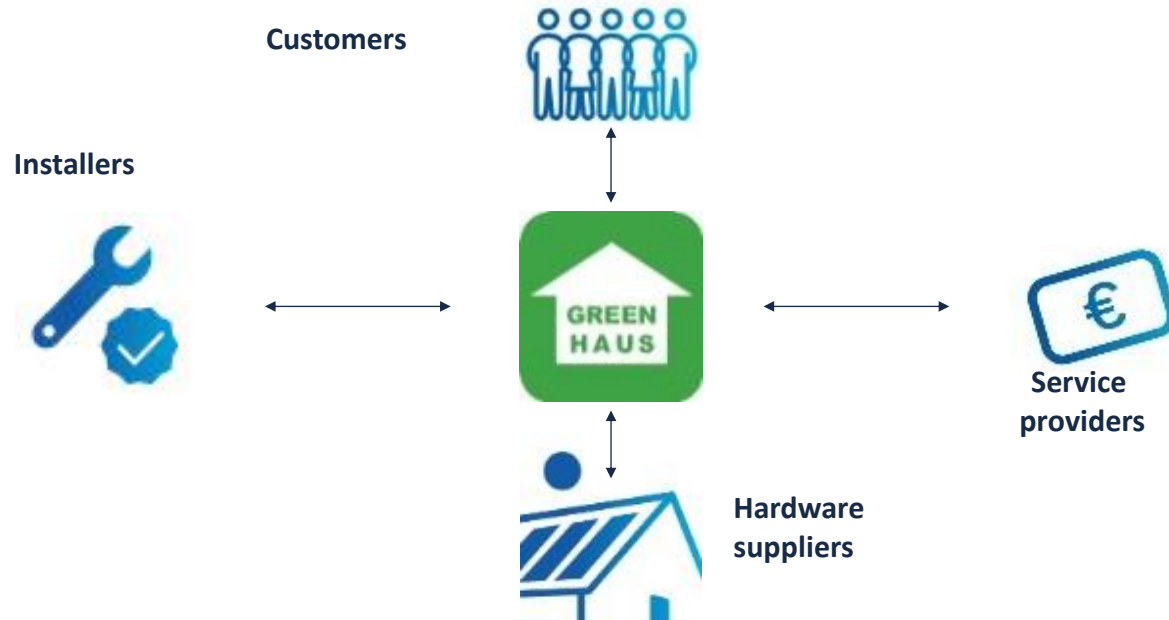 Customers
Installers
GREEN
HAUS
€
Service
providers
Hardware
suppliers